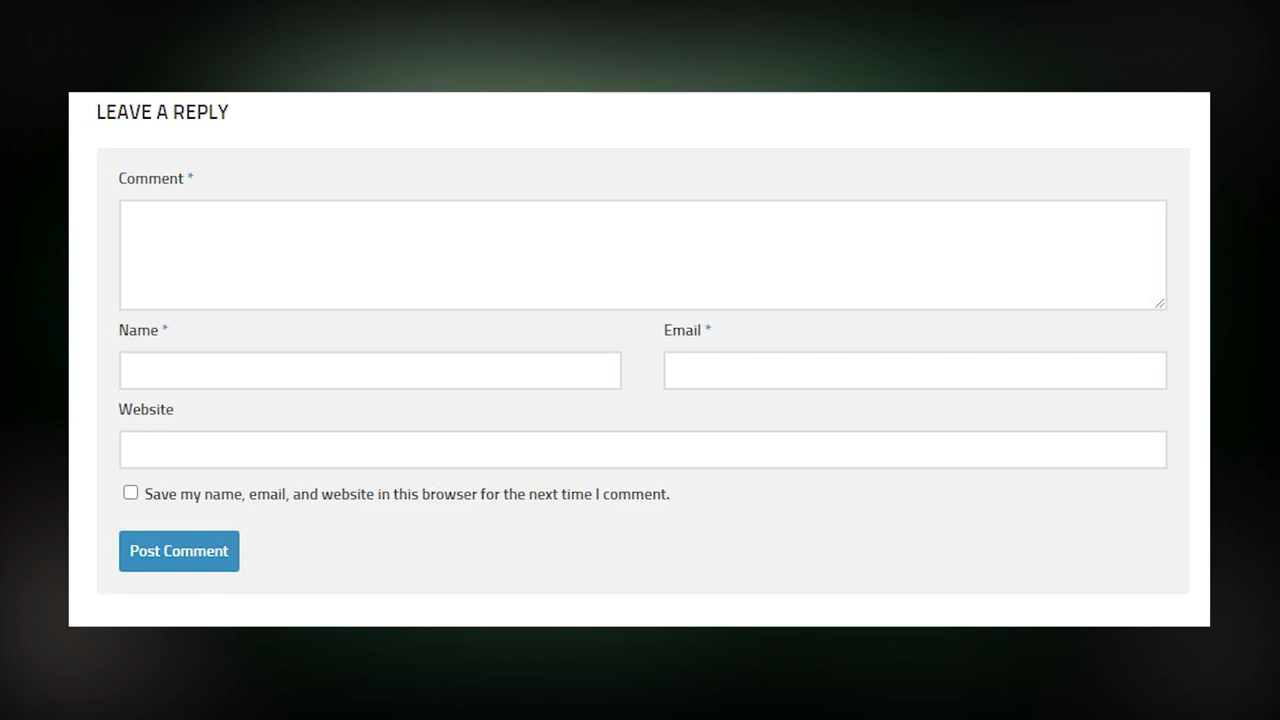 LEAVE A REPLY
Comment *
Name *
Email *
Website
Save my name, email, and website in this browser for the next time I comment.
Post Comment